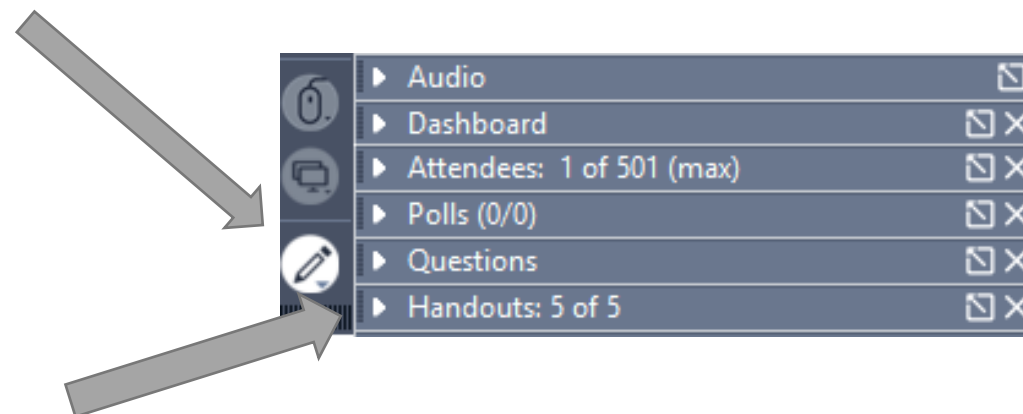 Audio
Dashboard
Attendees: 1 of 501 (max)
Polls (0/0)
Questions
Handouts: 5 of 5